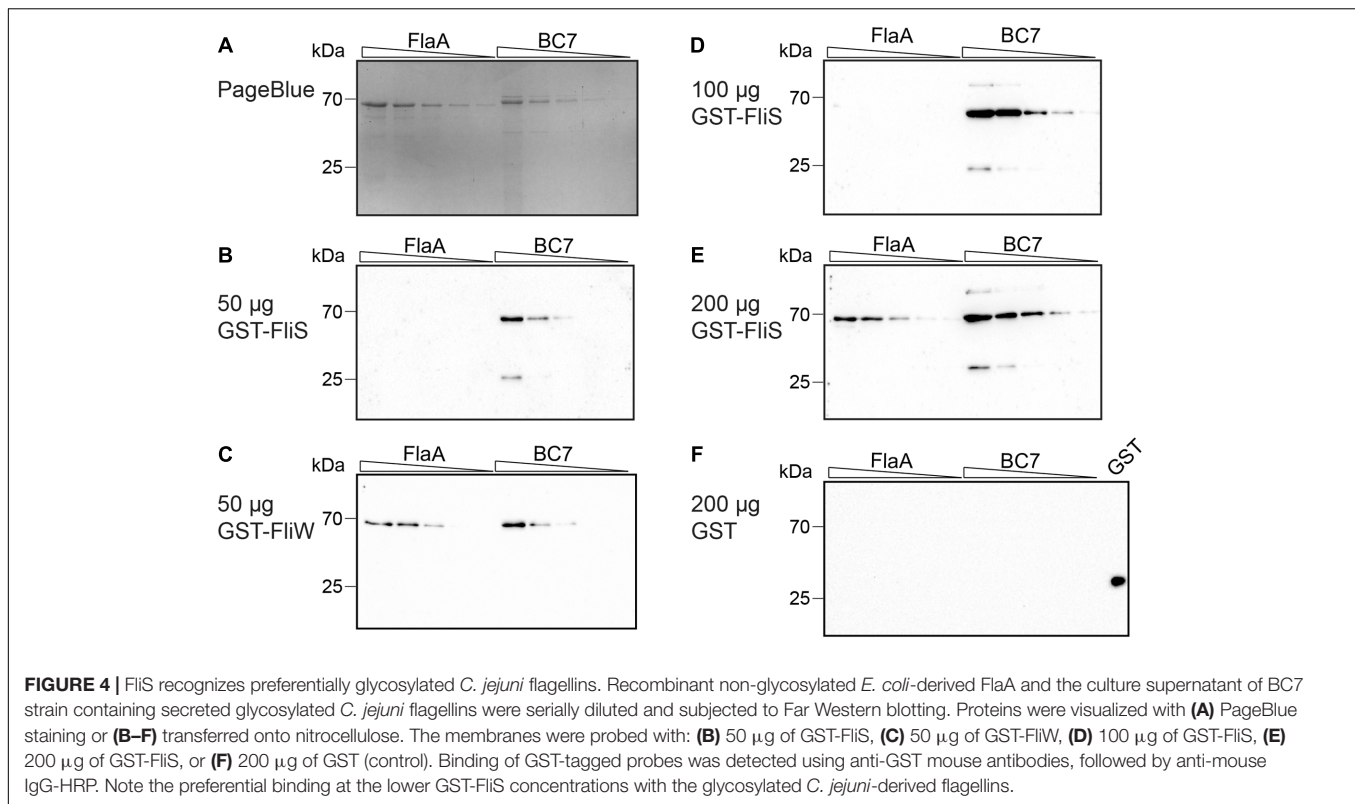 A
kDa
FlaA
BC7
PageBlue
70
25
B
kDa
FlaA
BC7
50 µg
GST-FliS
70
25
C
kDa
FlaA
BC7
50 µg
GST-FliW
70
25
D
kDa
FlaA
BC7
100 µg
GST-FliS
70
25
E
kDa
FlaA
BC7
200 µg
GST-FliS
70
25
F
kDa
FlaA
BC7
GST
200 µg
GST
70
25
FIGURE 4 | FliS recognizes preferentially glycosylated C. jejuni flagellins. Recombinant non-glycosylated E. coli-derived FlaA and the culture supernatant of BC7
strain containing secreted glycosylated C. jejuni flagellins were serially diluted and subjected to Far Western blotting. Proteins were visualized with (A) PageBlue
staining or (B–F) transferred onto nitrocellulose. The membranes were probed with: (B) 50 µg of GST-FliS, (C) 50 µg of GST-FliW, (D) 100 µg of GST-FliS, (E)
200 µg of GST-FliS, or (F) 200 µg of GST (control). Binding of GST-tagged probes was detected using anti-GST mouse antibodies, followed by anti-mouse
IgG-HRP. Note the preferential binding at the lower GST-FliS concentrations with the glycosylated C. jejuni-derived flagellins.